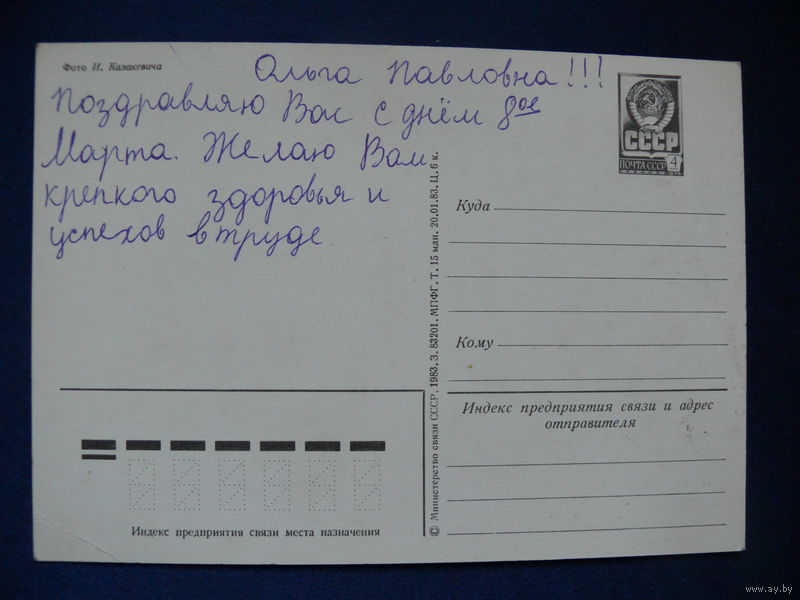 Фото И. Казакевича
Ольга Павловна!!!
Поздравляю Вас с днём 8ое
Марта. Желаю Вам
крепкого здоровья и
успехов в труде
СССР
ПОЧТА СССР 4
Куда
Кому
Индекс предприятия связи и адрес
отправителя
Индекс предприятия связи места назначения
© Министерство связи СССР, 1983. З. 83201. МПФГ. Т. 15 млн. 20.01.83. Ц. 6 к.
www.ay.by